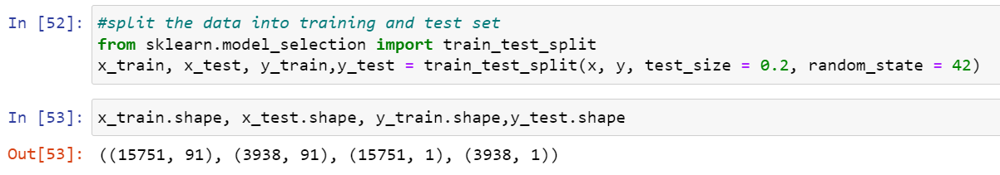 In [52]: #split the data into training and test set
from sklearn.model_selection import train_test_split
x_train, x_test, y_train,y_test = train_test_split(x, y, test_size = 0.2, random_state = 42)
In [53]: x_train.shape, x_test.shape, y_train.shape,y_test.shape
Out[53]: ((15751, 91), (3938, 91), (15751, 1), (3938, 1))